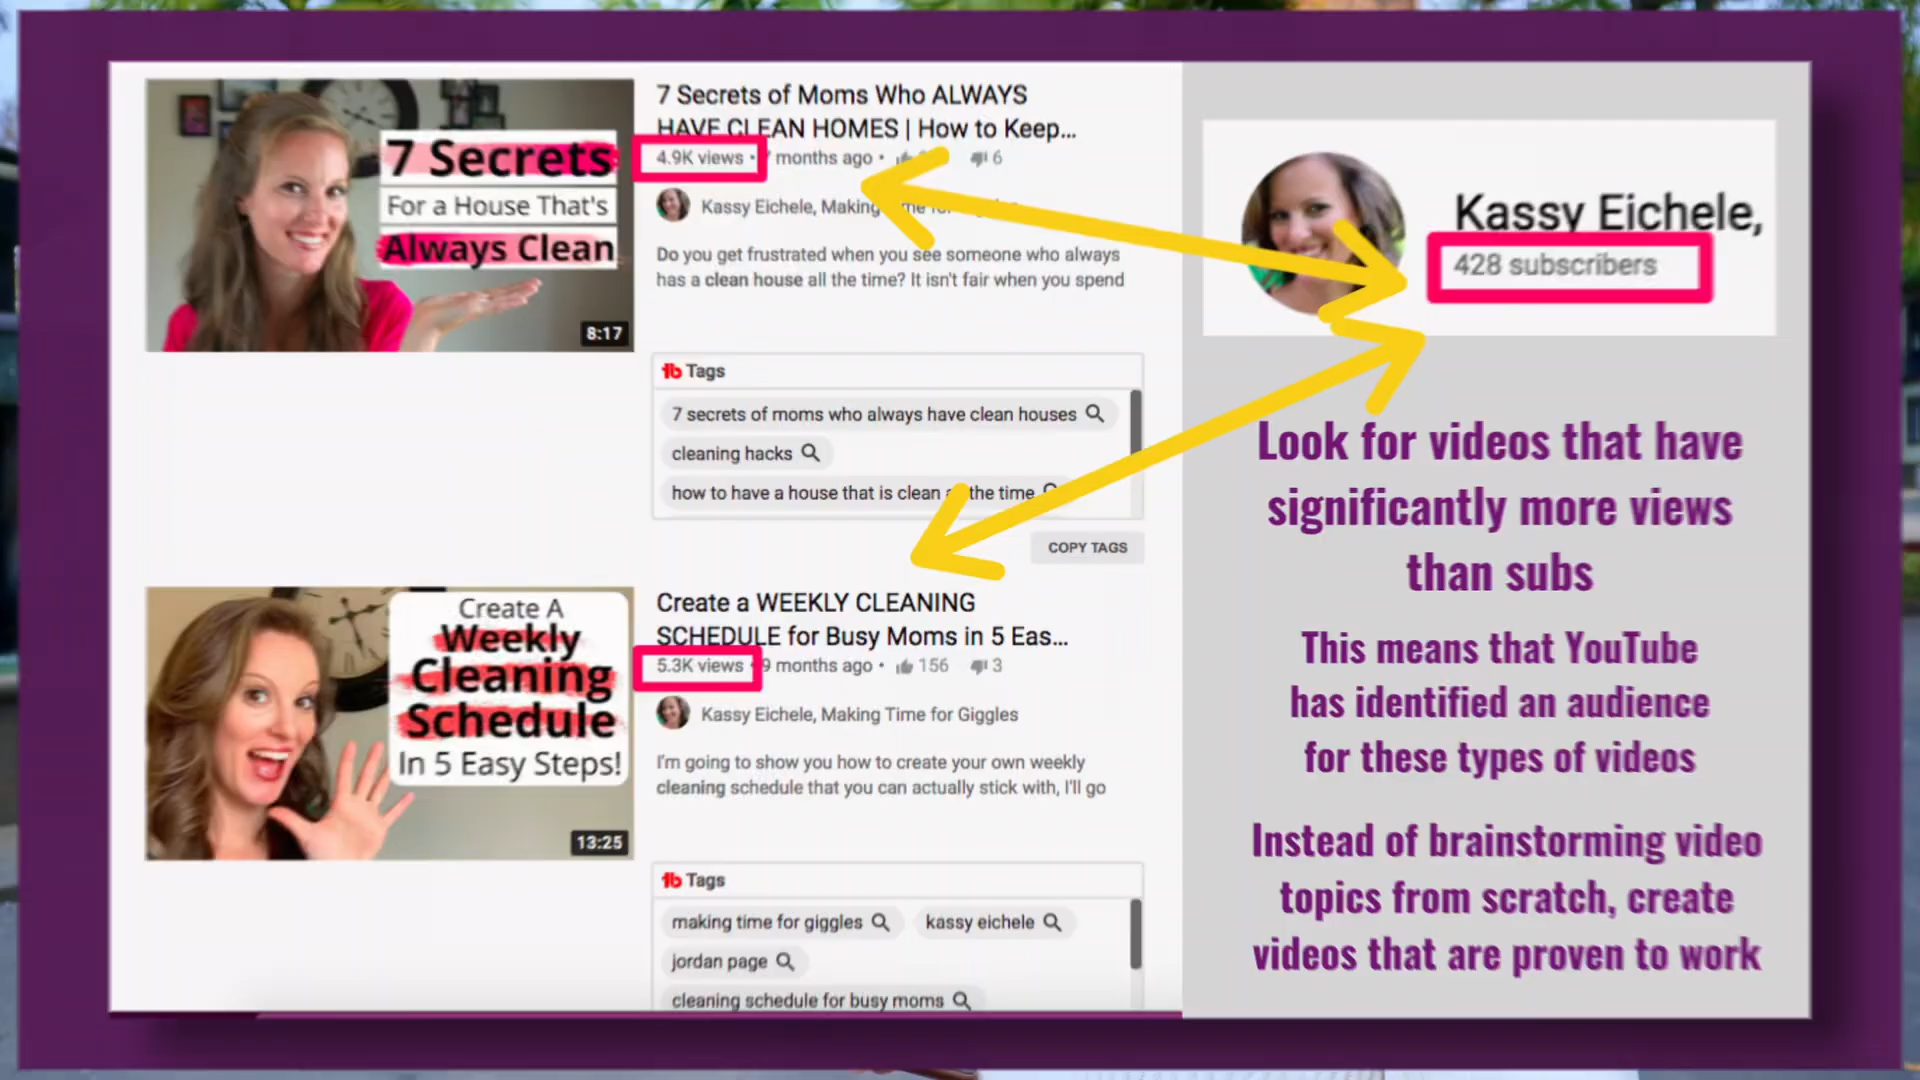 7 Secrets
For a House That's
Always Clean
8:17
7 Secrets of Moms Who ALWAYS
HAVE CLEAN HOMES | How to Keep...
4.9K views • months ago • 6
Kassy Eichele, Making
Do you get frustrated when you see someone who always
has a clean house all the time? It isn't fair when you spend
Tags
7 secrets of moms who always have clean houses
cleaning hacks
how to have a house that is clean the time
COPY TAGS
Create A
Weekly
Cleaning
Schedule
In 5 Easy Steps!
13:25
Create a WEEKLY CLEANING
SCHEDULE for Busy Moms in 5 Eas...
5.3K views 9 months ago • 156 3
Kassy Eichele, Making Time for Giggles
I'm going to show you how to create your own weekly
cleaning schedule that you can actually stick with, I'll go
Tags
making time for giggles kassy eichele
jordan page
cleaning schedule for busy moms
Kassy Eichele,
428 subscribers
Look for videos that have
significantly more views
than subs
This means that YouTube
has identified an audience
for these types of videos
Instead of brainstorming video
topics from scratch, create
videos that are proven to work